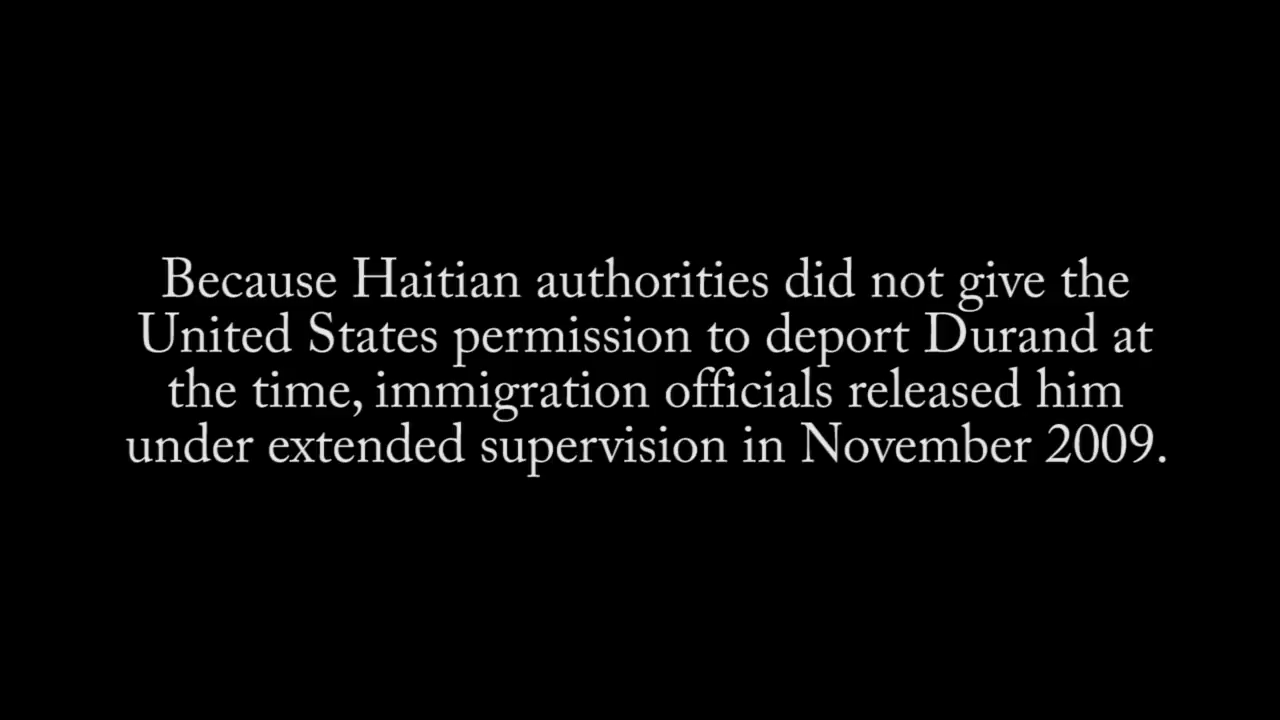 Because Haitian authorities did not give the
United States permission to deport Durand at
the time, immigration officials released him
under extended supervision in November 2009.